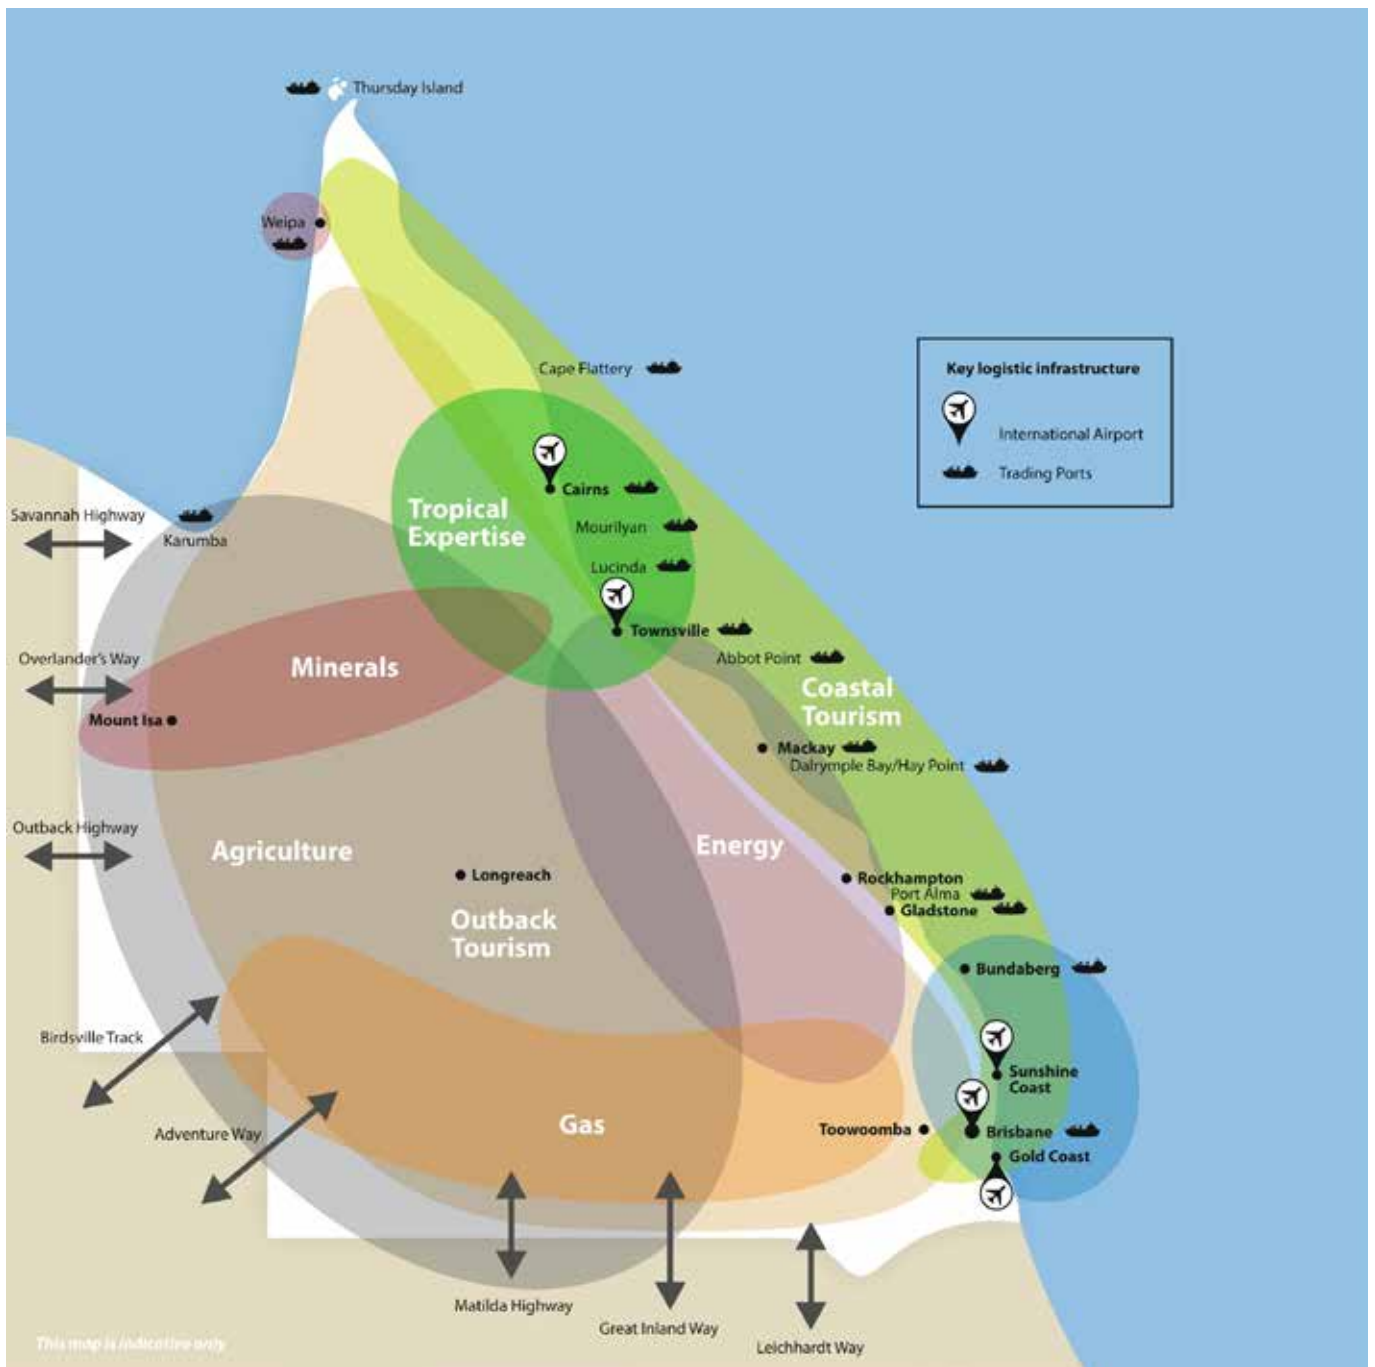 Thursday Island
Weipa
Cape Flattery
Key logistic infrastructure
International Airport
Trading Ports
Cairns
Tropical
Expertise
Savannah Highway
Karumba
Mourilyan
Lucinda
Townsville
Abbot Point
Overlander's Way
Minerals
Coastal
Tourism
Mount Isa
Mackay
Dalrymple Bay/Hay Point
Outback Highway
Agriculture
Energy
Longreach
Rockhampton
Port Alma
Gladstone
Outback
Tourism
Bundaberg
Birdsville Track
Sunshine
Coast
Adventure Way
Gas
Toowoomba
Brisbane
Gold Coast
Matilda Highway
Great Inland Way
Leichhardt Way
This map is indicative only